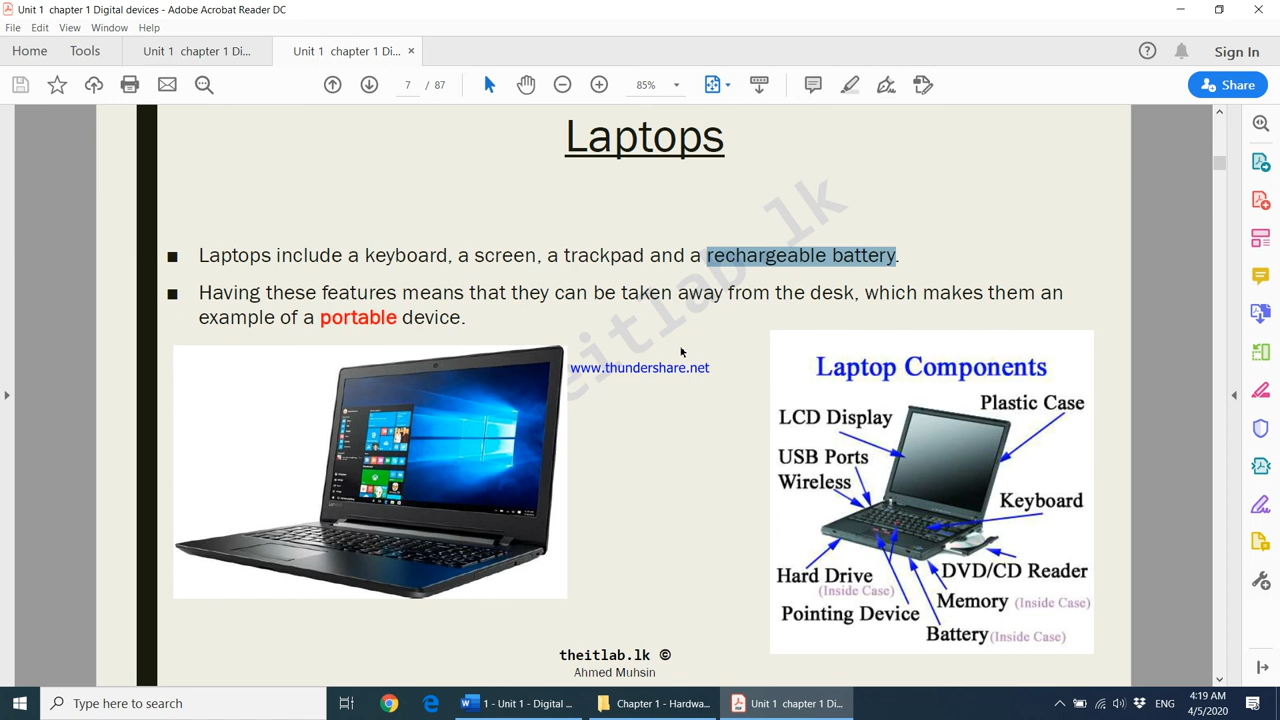 Unit 1 chapter 1 Digital devices - Adobe Acrobat Reader DC
File Edit View Window Help
Home Tools Unit 1 chapter 1 Di... Unit 1 chapter 1 Di... × Sign In
7 / 87 85% Share
Laptops
■ Laptops include a keyboard, a screen, a trackpad and a rechargeable battery.
■ Having these features means that they can be taken away from the desk, which makes them an
example of a portable device.
theitlab.lk
www.thundershare.net
Laptop Components
Plastic Case
LCD Display
USB Ports
Wireless
Keyboard
Hard Drive
(Inside Case)
DVD/CD Reader
Memory (Inside Case)
Pointing Device
Battery (Inside Case)
theitlab.lk ©
Ahmed Muhsin
Type here to search
1 - Unit 1 - Digital ...
Chapter 1 - Hardwa...
Unit 1 chapter 1 Di...
ENG
4:19 AM
4/5/2020